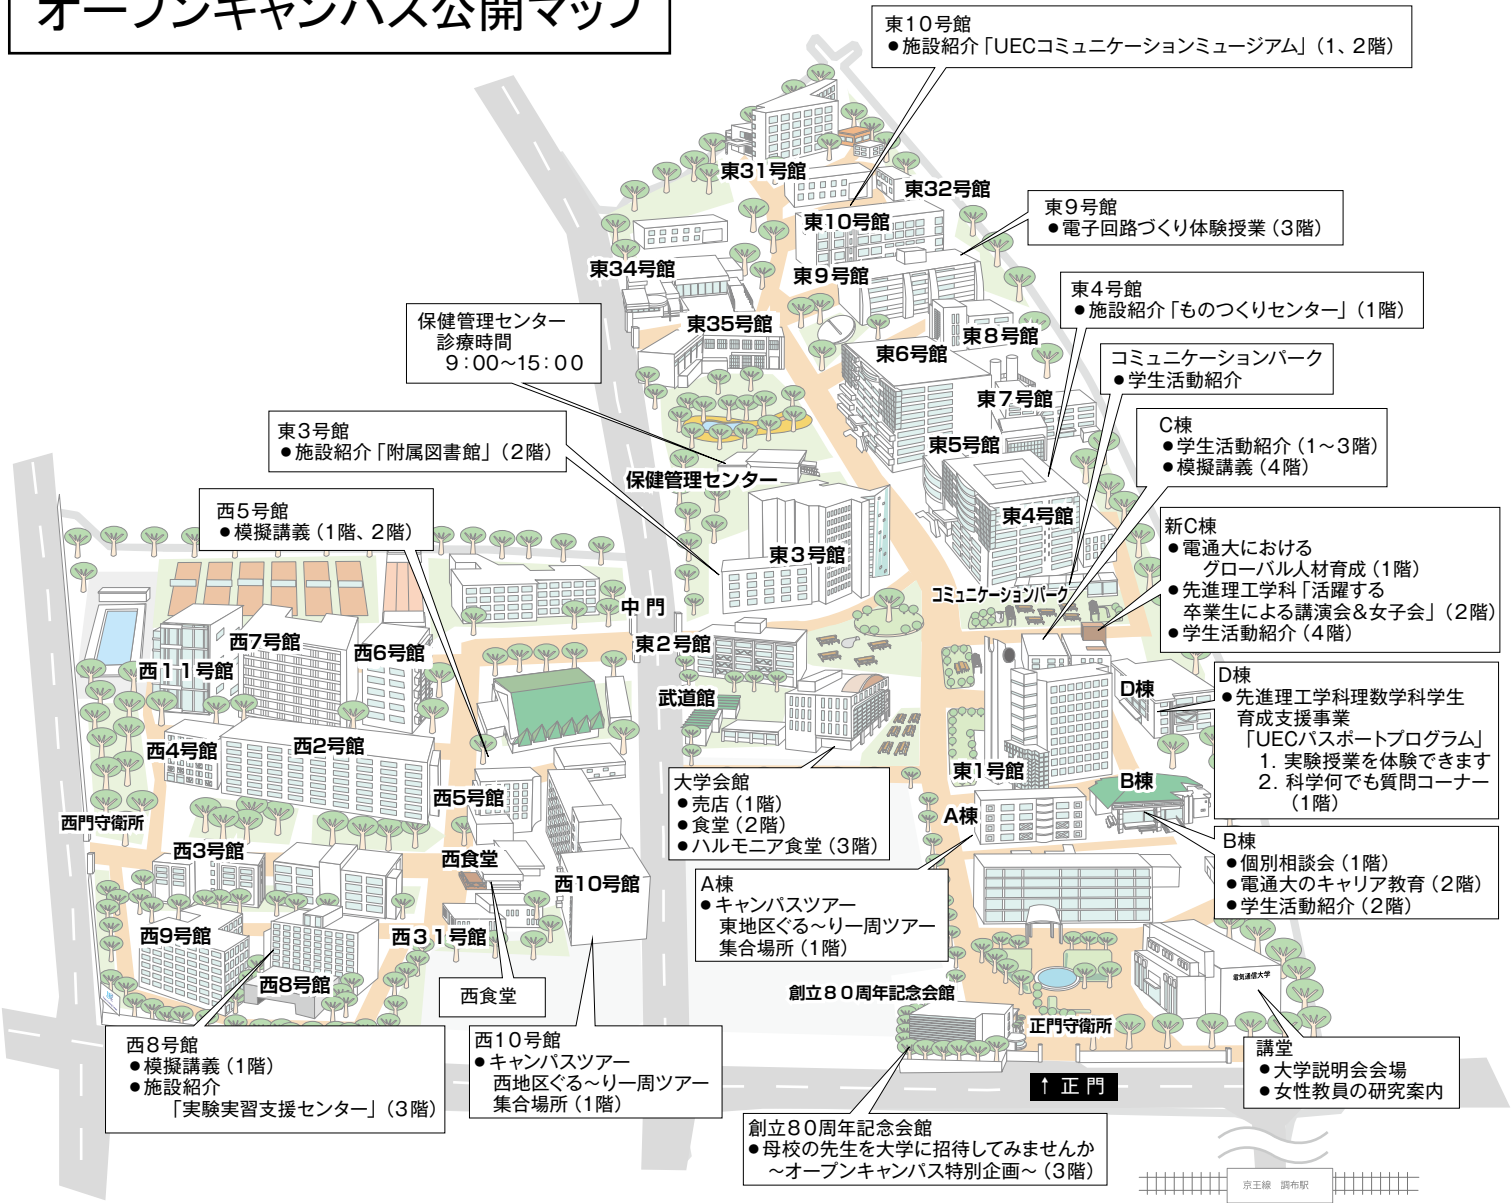 オープンキャンパス公開マップ
東10号館
●施設紹介「UECコミュニケーションミュージアム」(1、2階)
東31号館
東32号館
東10号館
東9号館
●電子回路づくり体験授業(3階)
東34号館
東9号館
東4号館
●施設紹介「ものつくりセンター」(1階)
保健管理センター
診療時間
9:00～15:00
東35号館
東8号館
東6号館
コミュニケーションパーク
●学生活動紹介
東7号館
東3号館
●施設紹介「附属図書館」(2階)
東5号館
C棟
●学生活動紹介(1～3階)
●模擬講義(4階)
保健管理センター
西5号館
●模擬講義(1階、2階)
東4号館
東3号館
新C棟
●電通大における
グローバル人材育成(1階)
●先進理工学科「活躍する
卒業生による講演会&女子会」(2階)
●学生活動紹介(4階)
コミュニケーションパーク
中門
西7号館
西11号館
西6号館
東2号館
武道館
D棟
D棟
●先進理工学科理数学科学生
育成支援事業
「UECパスポートプログラム」
1. 実験授業を体験できます
2. 科学何でも質問コーナー
(1階)
西4号館
西2号館
東1号館
B棟
大学会館
●売店(1階)
●食堂(2階)
●ハルモニア食堂(3階)
西5号館
A棟
西門守衛所
西3号館
西食堂
西10号館
B棟
●個別相談会(1階)
●電通大のキャリア教育(2階)
●学生活動紹介(2階)
A棟
●キャンパスツアー
東地区ぐる～り一周ツアー
集合場所(1階)
西9号館
西31号館
西8号館
西食堂
電気通信大学
創立80周年記念会館
正門守衛所
西8号館
●模擬講義(1階)
●施設紹介
「実験実習支援センター」(3階)
西10号館
●キャンパスツアー
西地区ぐる～り一周ツアー
集合場所(1階)
講堂
●大学説明会会場
●女性教員の研究案内
↑正門
創立80周年記念会館
●母校の先生を大学に招待してみませんか
～オープンキャンパス特別企画～(3階)
京王線 調布駅